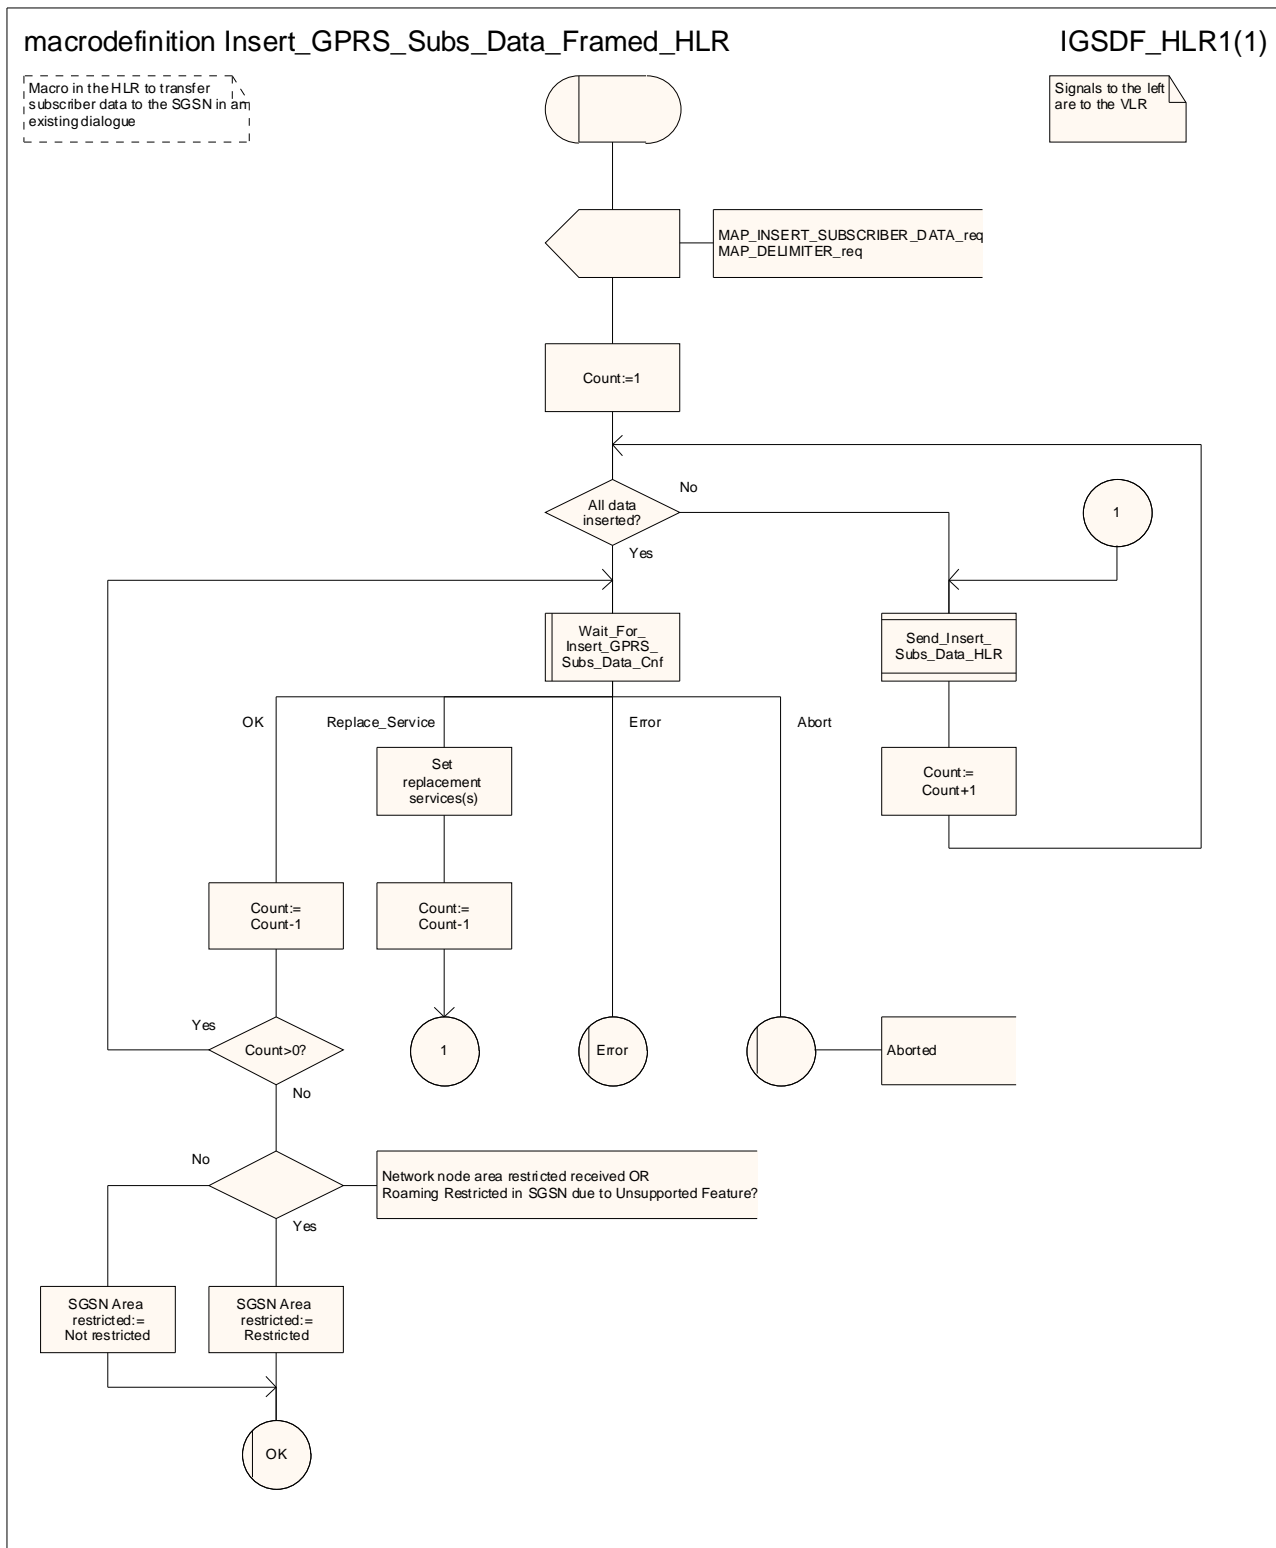 macrodefinition Insert_GPRS_Subs_Data_Framed_HLR
IGSDF_HLR1(1)
Macro in the HLR to transfer
subscriber data to the SGSN in an
existing dialogue
Signals to the left
are to the VLR
MAP_INSERT_SUBSCRIBER_DATA_req
MAP_DELIMITER_req
Count:=1
All data
inserted?
No
Yes
1
Wait_For_
Insert_GPRS_
Subs_Data_Cnf
Send_Insert_
Subs_Data_HLR
OK
Replace_Service
Error
Abort
Set
replacement
services(s)
Count:=
Count+1
Count:=
Count-1
Count:=
Count-1
Yes
Count>0?
No
1
Error
Aborted
No
Network node area restricted received OR
Roaming Restricted in SGSN due to Unsupported Feature?
Yes
SGSN Area
restricted:=
Not restricted
SGSN Area
restricted:=
Restricted
OK